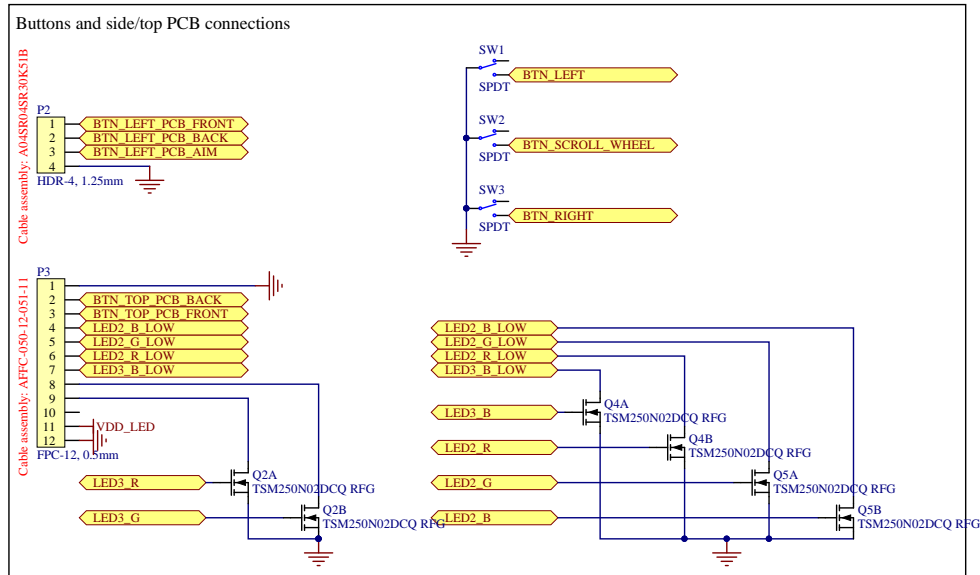 Buttons and side/top PCB connections
Cable assembly: A04SR04SR30K51B
P2
1 BTN_LEFT_PCB_FRONT
2 BTN_LEFT_PCB_BACK
3 BTN_LEFT_PCB_AIM
4
HDR-4, 1.25mm
SW1
BTN_LEFT
SPDT
SW2
BTN_SCROLL_WHEEL
SPDT
SW3
BTN_RIGHT
SPDT
Cable assembly: AFFC-050-12-051-11
P3
1
2 BTN_TOP_PCB_BACK
3 BTN_TOP_PCB_FRONT
4 LED2_B_LOW
5 LED2_G_LOW
6 LED2_R_LOW
7 LED3_B_LOW
8
9
10
11 VDD_LED
12
FPC-12, 0.5mm
LED3_R
Q2A
TSM250N02DCQ RFG
LED3_G
Q2B
TSM250N02DCQ RFG
LED2_B_LOW
LED2_G_LOW
LED2_R_LOW
LED3_B_LOW
LED3_B
Q4A
TSM250N02DCQ RFG
LED2_R
Q4B
TSM250N02DCQ RFG
LED2_G
Q5A
TSM250N02DCQ RFG
LED2_B
Q5B
TSM250N02DCQ RFG